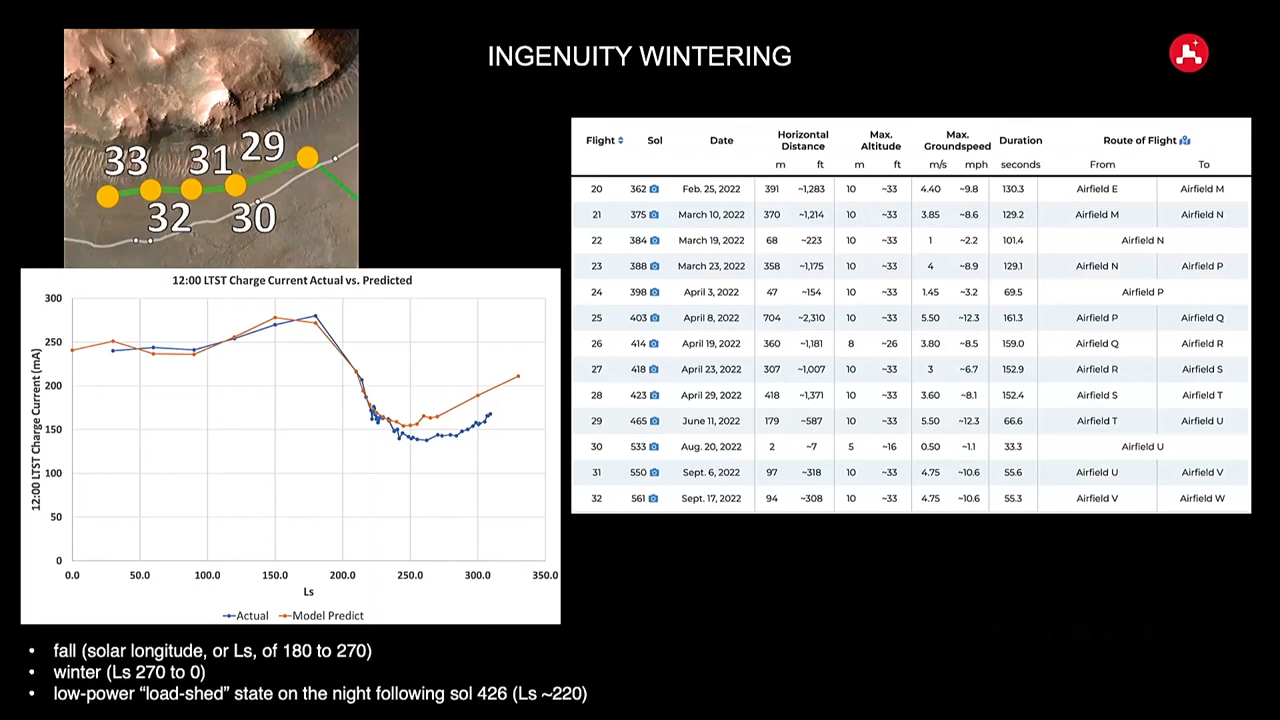 INGENUITY WINTERING
33 31 29
32 30
12:00 LTST Charge Current Actual vs. Predicted
12:00 LTST Charge Current (mA)
300
250
200
150
100
50
0
0.0 50.0 100.0 150.0 200.0 250.0 300.0 350.0
Ls
Actual Model Predict
Flight Sol Date Horizontal Distance Max. Altitude Max. Groundspeed Duration Route of Flight
m ft m ft m/s mph seconds From To
20 362 Feb. 25, 2022 391 ~1,283 10 ~33 4.40 ~9.8 130.3 Airfield E Airfield M
21 375 March 10, 2022 370 ~1,214 10 ~33 3.85 ~8.6 129.2 Airfield M Airfield N
22 384 March 19, 2022 68 ~223 10 ~33 1 ~2.2 101.4 Airfield N
23 388 March 23, 2022 358 ~1,175 10 ~33 4 ~8.9 129.1 Airfield N Airfield P
24 398 April 3, 2022 47 ~154 10 ~33 1.45 ~3.2 69.5 Airfield P
25 403 April 8, 2022 704 ~2,310 10 ~33 5.50 ~12.3 161.3 Airfield P Airfield Q
26 414 April 19, 2022 360 ~1,181 8 ~26 3.80 ~8.5 159.0 Airfield Q Airfield R
27 418 April 23, 2022 307 ~1,007 10 ~33 3 ~6.7 152.9 Airfield R Airfield S
28 423 April 29, 2022 418 ~1,371 10 ~33 3.60 ~8.1 152.4 Airfield S Airfield T
29 465 June 11, 2022 179 ~587 10 ~33 5.50 ~12.3 66.6 Airfield T Airfield U
30 533 Aug. 20, 2022 2 ~7 5 ~16 0.50 ~1.1 33.3 Airfield U
31 550 Sept. 6, 2022 97 ~318 10 ~33 4.75 ~10.6 55.6 Airfield U Airfield V
32 561 Sept. 17, 2022 94 ~308 10 ~33 4.75 ~10.6 55.3 Airfield V Airfield W
• fall (solar longitude, or Ls, of 180 to 270)
• winter (Ls 270 to 0)
• low-power “load-shed” state on the night following sol 426 (Ls ~220)